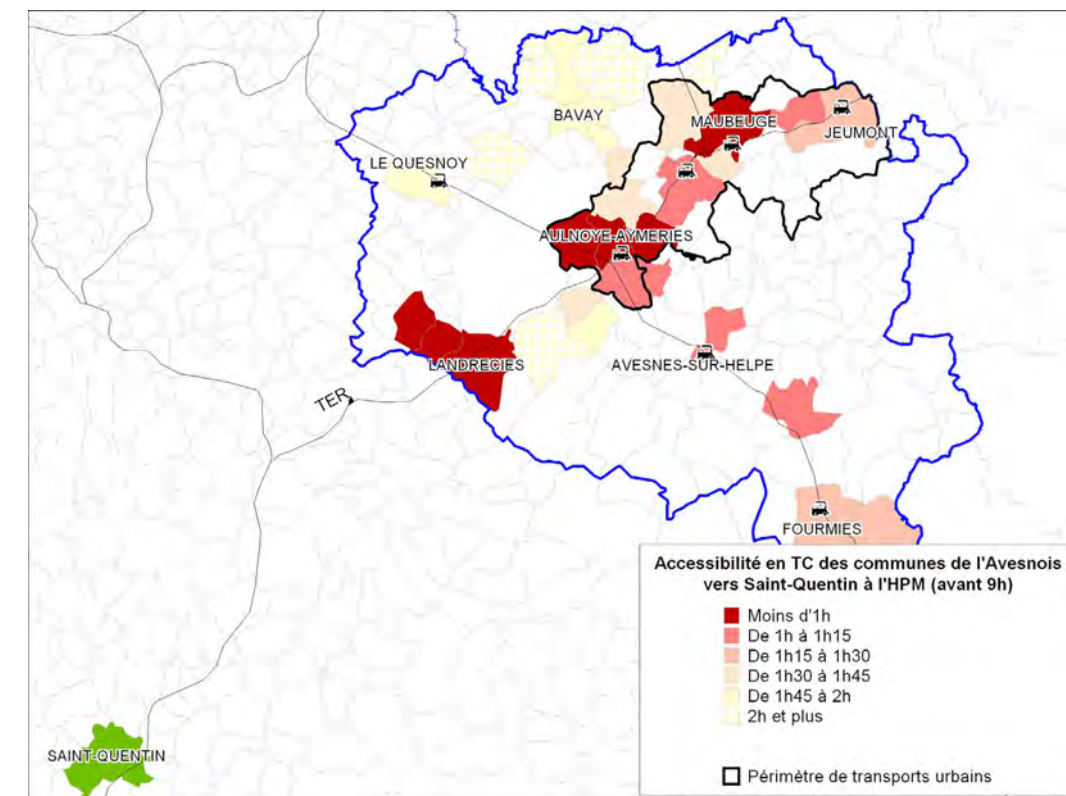 BAVAY
MAUBEUGE
JEUMONT
LE QUESNOY
AULNOYE-AYMERIES
LANDRECIES
AVESNES-SUR-HELPE
TER
FOURMIES
SAINT-QUENTIN
Accessibilité en TC des communes de l'Avesnois
vers Saint-Quentin à l'HPM (avant 9h)
Moins d'1h
De 1h à 1h15
De 1h15 à 1h30
De 1h30 à 1h45
De 1h45 à 2h
2h et plus
Périmètre de transports urbains